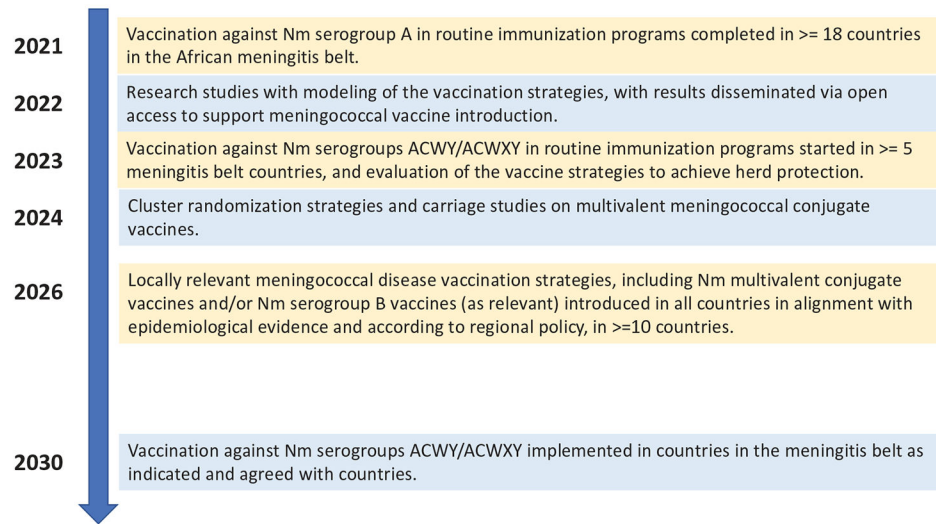 2021
Vaccination against Nm serogroup A in routine immunization programs completed in >= 18 countries
in the African meningitis belt.
2022
Research studies with modeling of the vaccination strategies, with results disseminated via open
access to support meningococcal vaccine introduction.
2023
Vaccination against Nm serogroups ACWY/ACWXY in routine immunization programs started in >= 5
meningitis belt countries, and evaluation of the vaccine strategies to achieve herd protection.
2024
Cluster randomization strategies and carriage studies on multivalent meningococcal conjugate
vaccines.
2026
Locally relevant meningococcal disease vaccination strategies, including Nm multivalent conjugate
vaccines and/or Nm serogroup B vaccines (as relevant) introduced in all countries in alignment with
epidemiological evidence and according to regional policy, in >=10 countries.
2030
Vaccination against Nm serogroups ACWY/ACWXY implemented in countries in the meningitis belt as
indicated and agreed with countries.